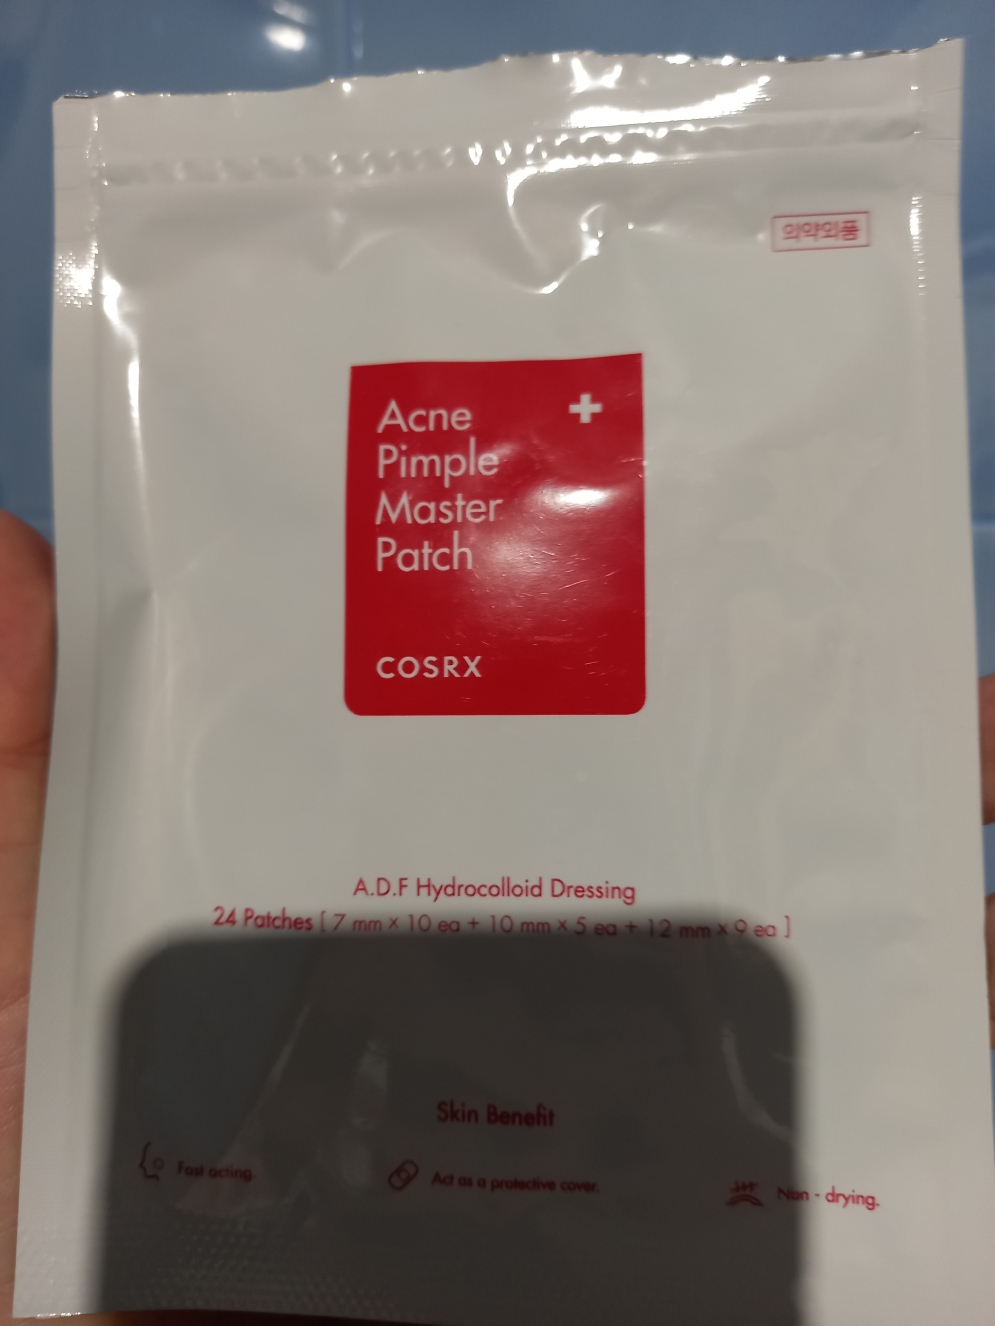 의약외품
Acne
Pimple
Master
Patch
COSRX
A.D.F Hydrocolloid Dressing
24 Patches [ 7 mm × 10 ea + 10 mm × 5 ea + 12 mm × 9 ea ]
Skin Benefit
Fast acting.
Act as a protective cover.
Non - drying.